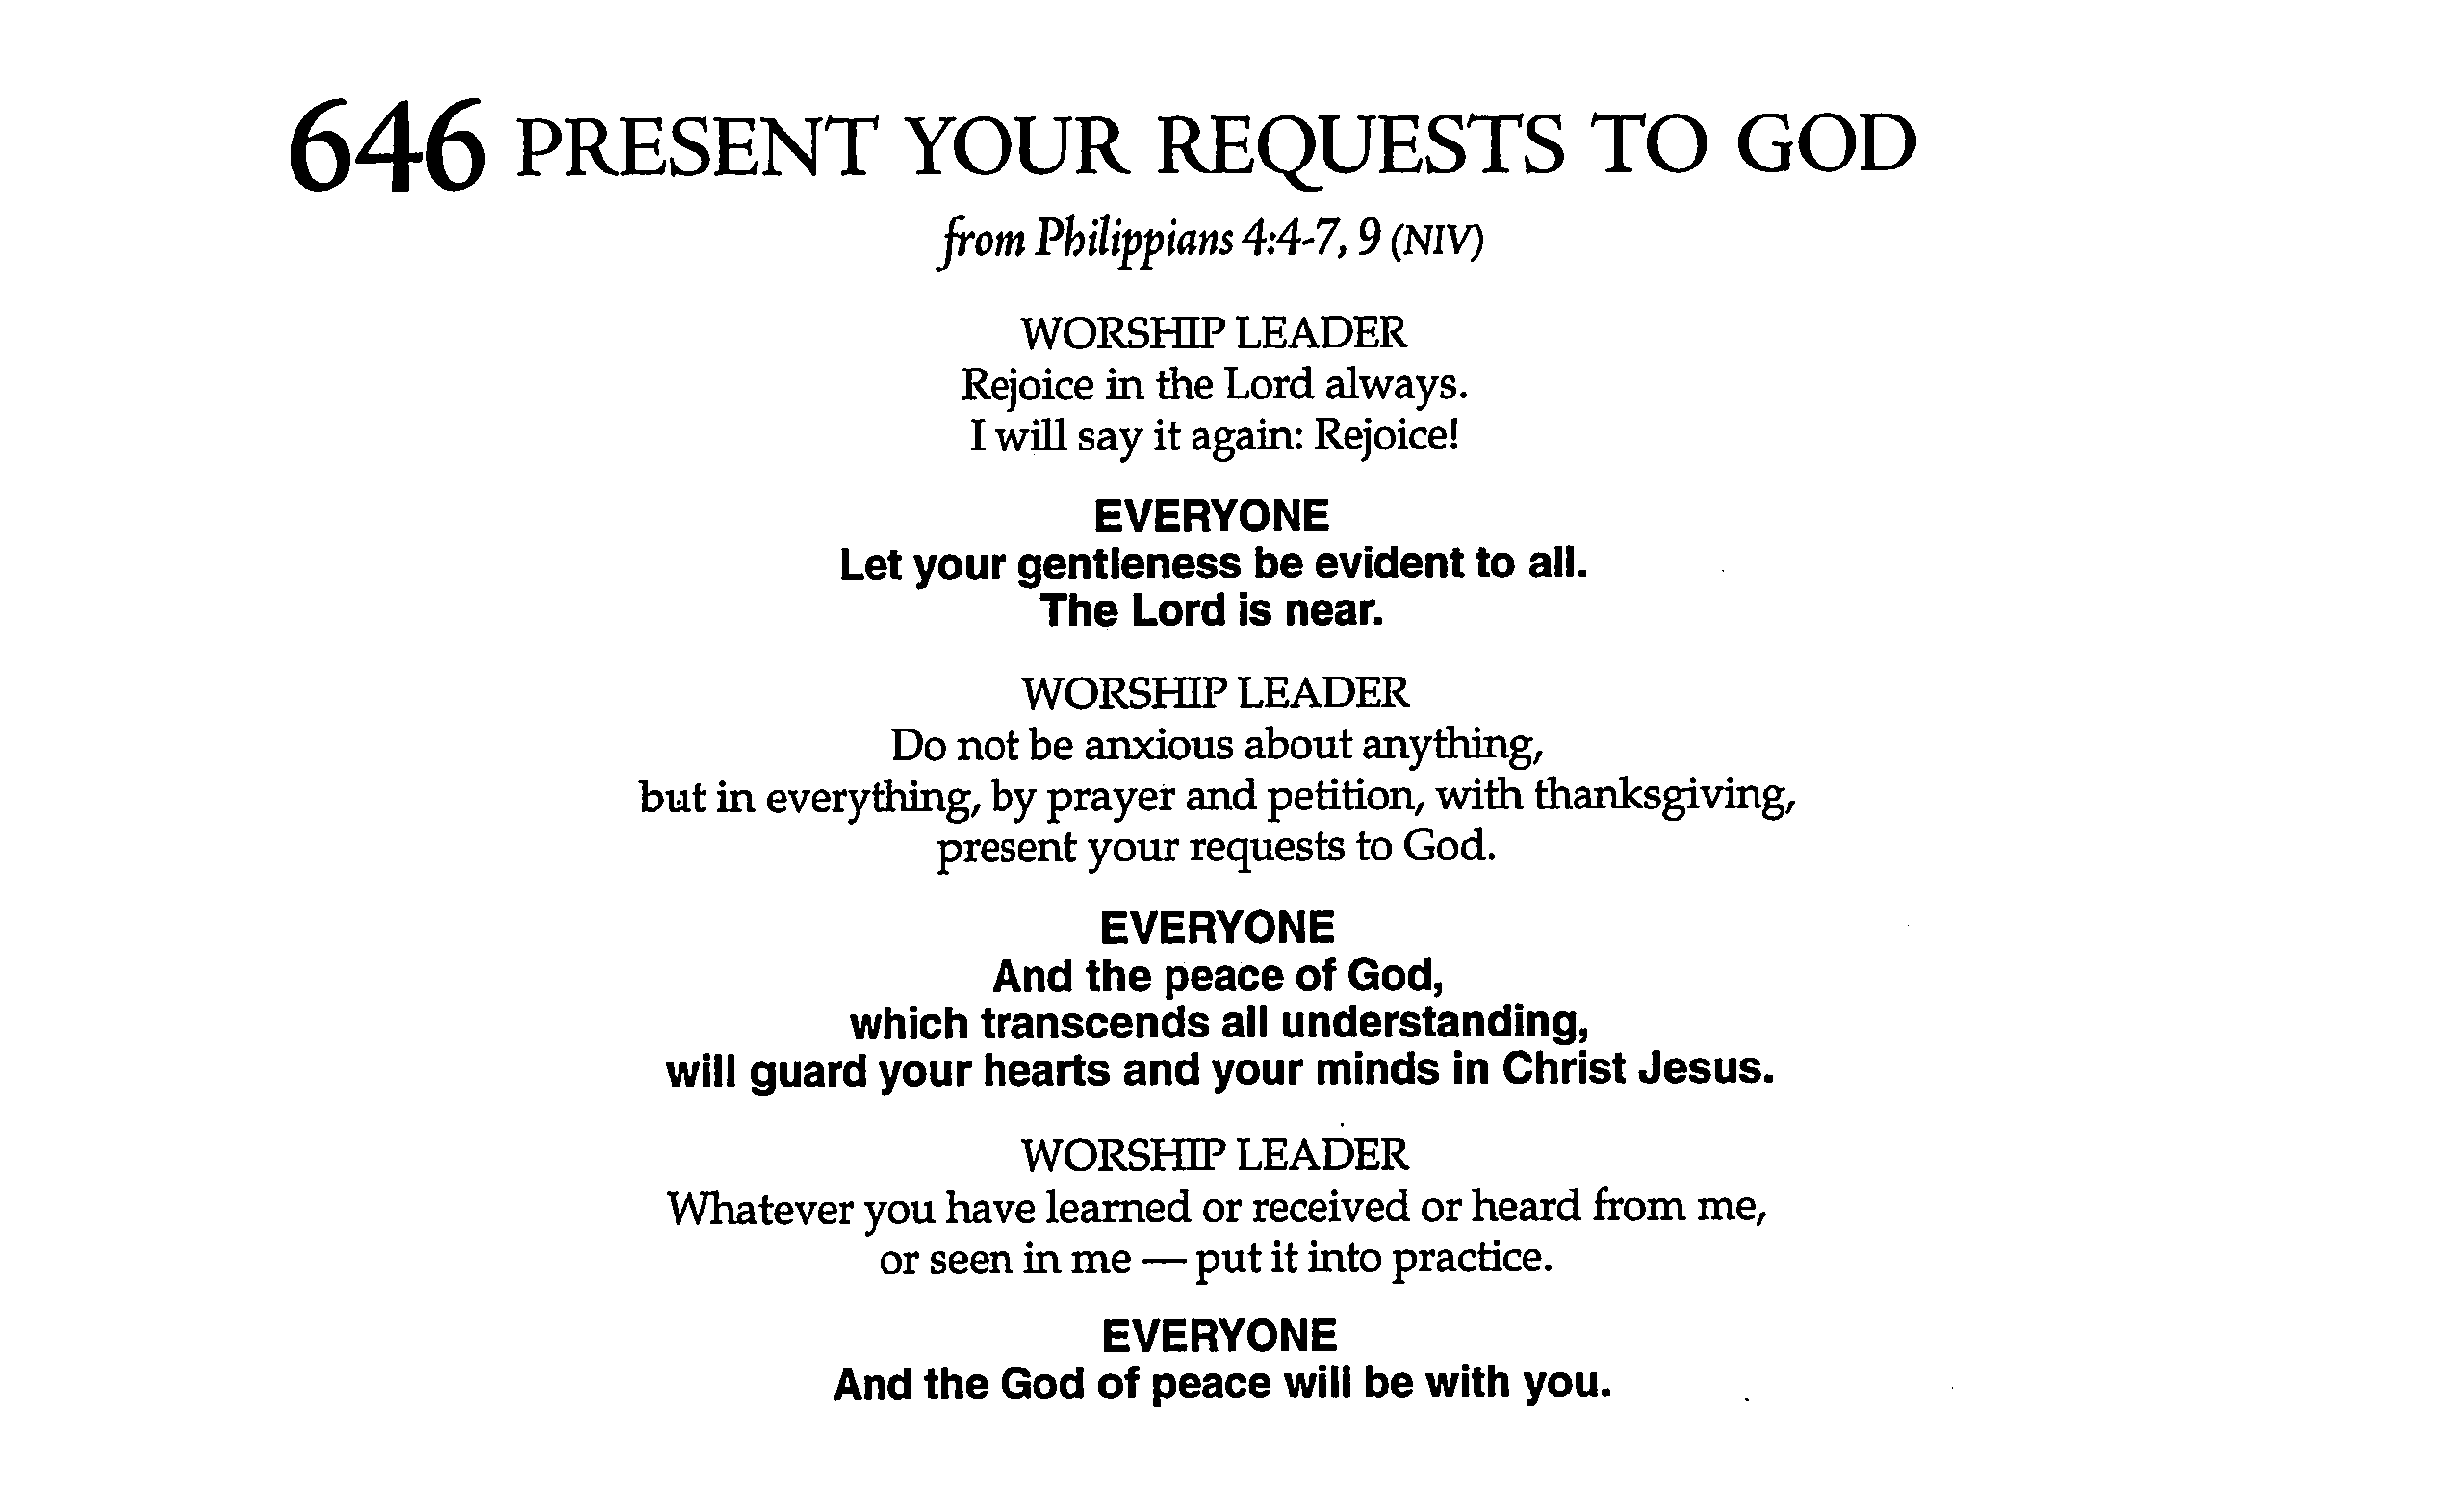 646 PRESENT YOUR REQUESTS TO GOD
from Philippians 4:4-7, 9 (NIV)
WORSHIP LEADER
Rejoice in the Lord always.
I will say it again: Rejoice!
EVERYONE
Let your gentleness be evident to all.
The Lord is near.
WORSHIP LEADER
Do not be anxious about anything,
but in everything, by prayer and petition, with thanksgiving,
present your requests to God.
EVERYONE
And the peace of God,
which transcends all understanding,
will guard your hearts and your minds in Christ Jesus.
WORSHIP LEADER
Whatever you have learned or received or heard from me,
or seen in me — put it into practice.
EVERYONE
And the God of peace will be with you.